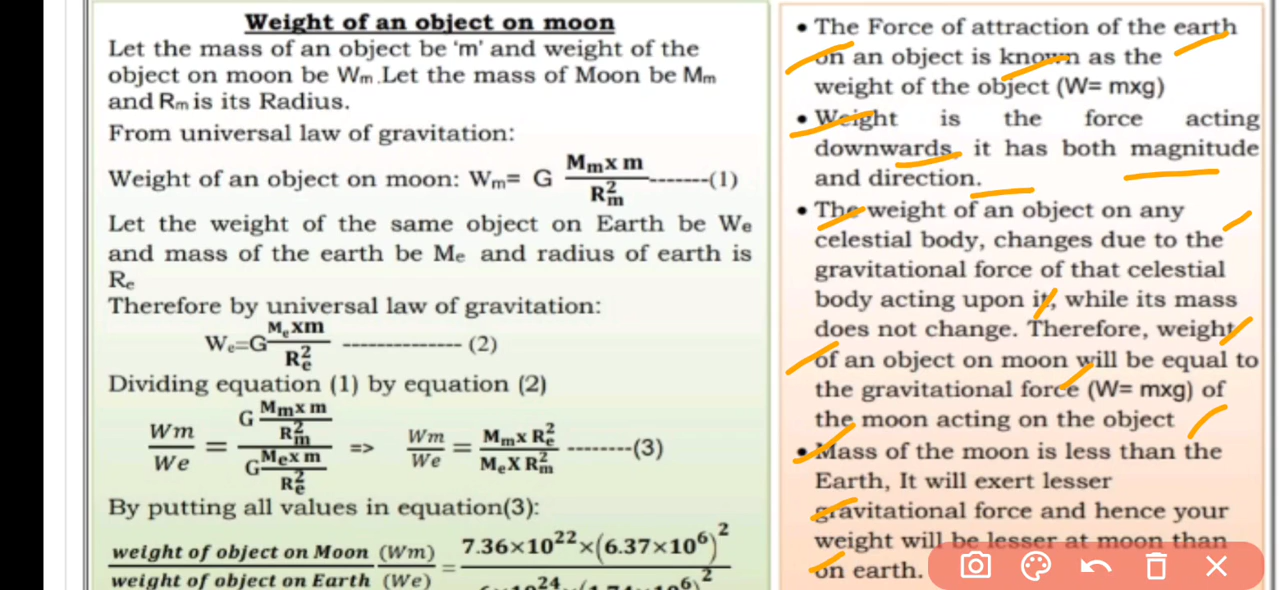 Weight of an object on moon
Let the mass of an object be 'm' and weight of the
object on moon be Wm .Let the mass of Moon be Mm
and Rm is its Radius.
From universal law of gravitation:
Weight of an object on moon: Wm= G Mm x m / R²m -------(1)
Let the weight of the same object on Earth be We
and mass of the earth be Me and radius of earth is
Re
Therefore by universal law of gravitation:
We=G Mexm / R²e -------------- (2)
Dividing equation (1) by equation (2)
Wm / We = G Mm x m / R²m / G Me x m / R²e => Wm / We = Mm x R²e / Me X R²m --------(3)
By putting all values in equation(3):
weight of object on Moon (Wm) / weight of object on Earth (We) = 7.36×10²²×(6.37×10⁶)²
• The Force of attraction of the earth
on an object is known as the
weight of the object (W= mxg)
• Weight is the force acting
downwards, it has both magnitude
and direction.
• The weight of an object on any
celestial body, changes due to the
gravitational force of that celestial
body acting upon it, while its mass
does not change. Therefore, weight
of an object on moon will be equal to
the gravitational force (W= mxg) of
the moon acting on the object
• Mass of the moon is less than the
Earth, It will exert lesser
gravitational force and hence your
weight will be lesser at moon than
on earth.